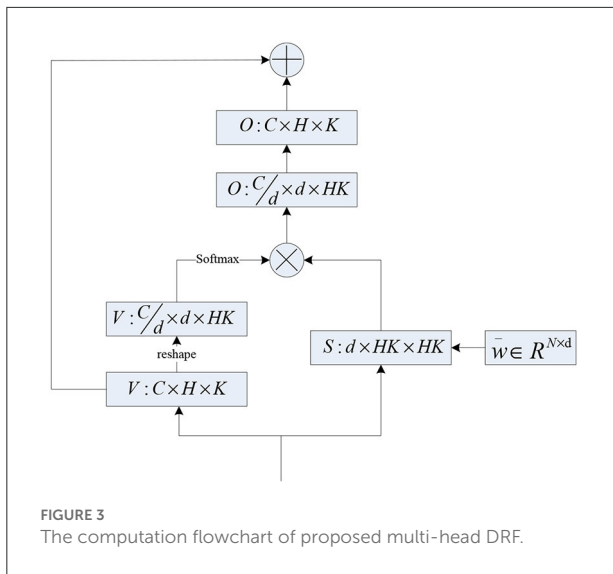 O:C×H×K
O:C/d×d×HK
Softmax
V:C/d×d×HK
reshape
V:C×H×K
S:d×HK×HK
w̄∈R^{N×d}
FIGURE 3
The computation flowchart of proposed multi-head DRF.